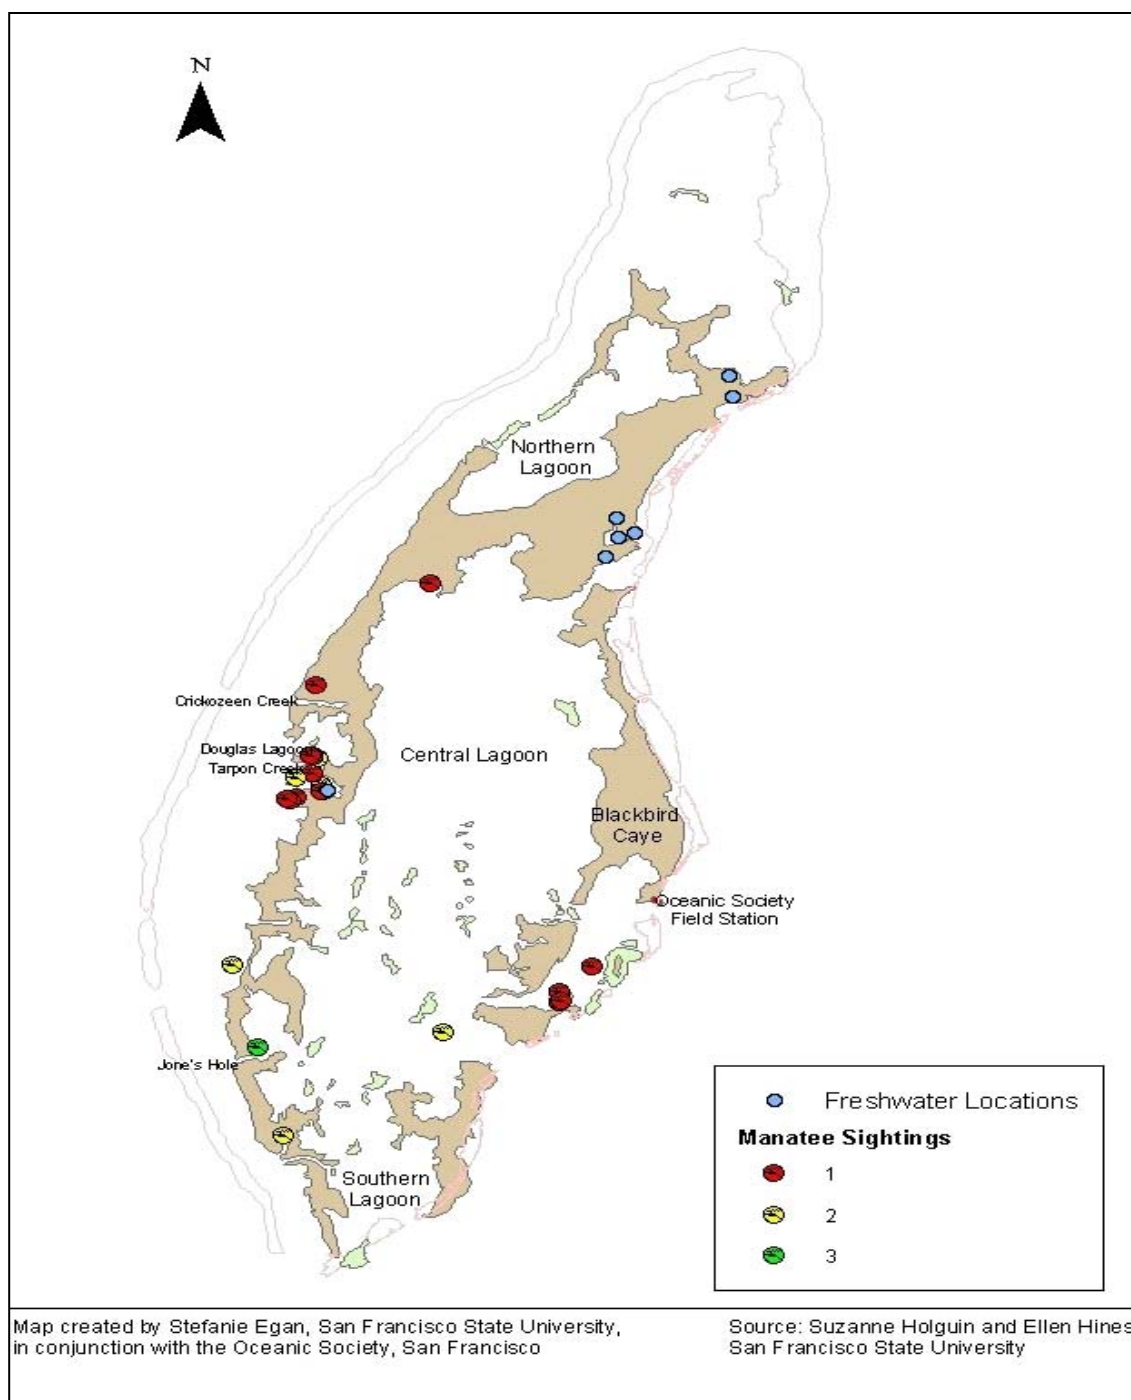 N
Northern
Lagoon
Crickozeen Creek
Douglas Lagoon
Tarpon Creek
Central Lagoon
Blackbird
Caye
Oceanic Society
Field Station
Jone's Hole
Southern
Lagoon
Freshwater Locations
Manatee Sightings
1
2
3
Map created by Stefanie Egan, San Francisco State University,
in conjunction with the Oceanic Society, San Francisco
Source: Suzanne Holguin and Ellen Hines
San Francisco State University